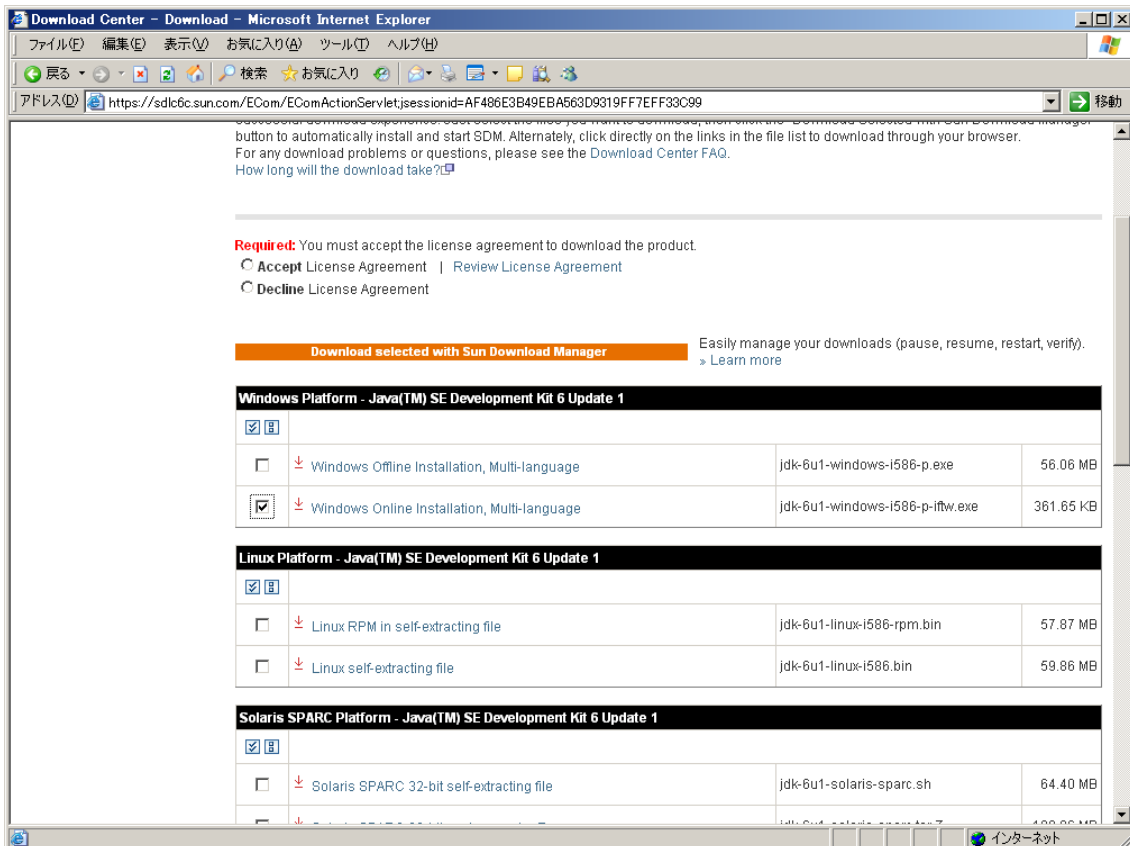 Download Center - Download - Microsoft Internet Explorer
ファイル(F) 編集(E) 表示(V) お気に入り(A) ツール(T) ヘルプ(H)
戻る 検索 お気に入り
アドレス(D) https://sdlc6c.sun.com/ECom/EComActionServlet;jsessionid=AF486E3B49EBA563D9319FF7EFF33C99 移動
button to automatically install and start SDM. Alternately, click directly on the links in the file list to download through your browser.
For any download problems or questions, please see the Download Center FAQ.
How long will the download take?
Required: You must accept the license agreement to download the product.
Accept License Agreement | Review License Agreement
Decline License Agreement
Download selected with Sun Download Manager
Easily manage your downloads (pause, resume, restart, verify).
» Learn more
Windows Platform - Java(TM) SE Development Kit 6 Update 1
Windows Offline Installation, Multi-language jdk-6u1-windows-i586-p.exe 56.06 MB
Windows Online Installation, Multi-language jdk-6u1-windows-i586-p-iftw.exe 361.65 KB
Linux Platform - Java(TM) SE Development Kit 6 Update 1
Linux RPM in self-extracting file jdk-6u1-linux-i586-rpm.bin 57.87 MB
Linux self-extracting file jdk-6u1-linux-i586.bin 59.86 MB
Solaris SPARC Platform - Java(TM) SE Development Kit 6 Update 1
Solaris SPARC 32-bit self-extracting file jdk-6u1-solaris-sparc.sh 64.40 MB
インターネット